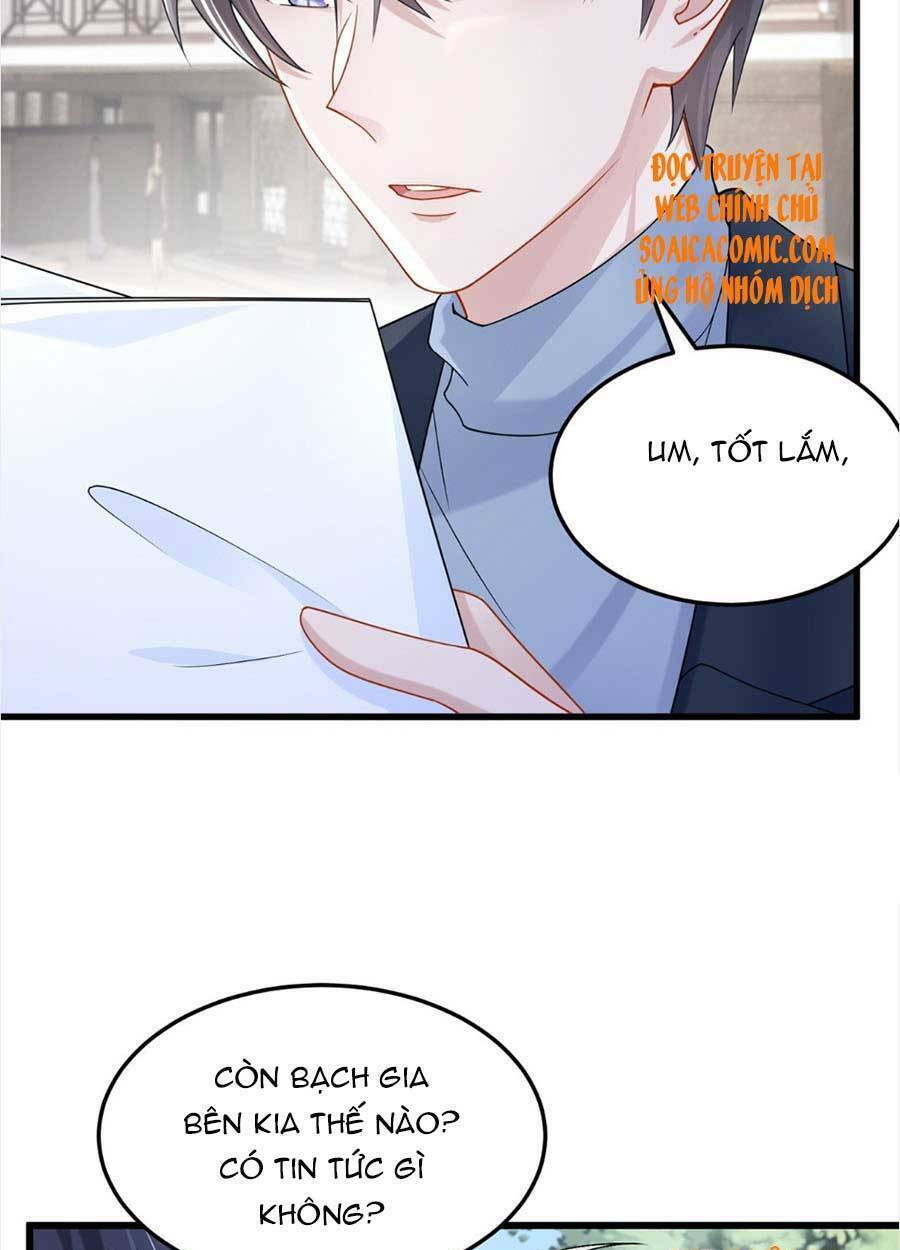 ĐỌC TRUYỆN TẠI
WEB CHÍNH CHỦ
SOAICACOMIC.COM
ỦNG HỘ NHÓM DỊCH
UM, TỐT LẮM,
CÒN BẠCH GIA
BÊN KIA THẾ NÀO?
CÓ TIN TỨC GÌ
KHÔNG?